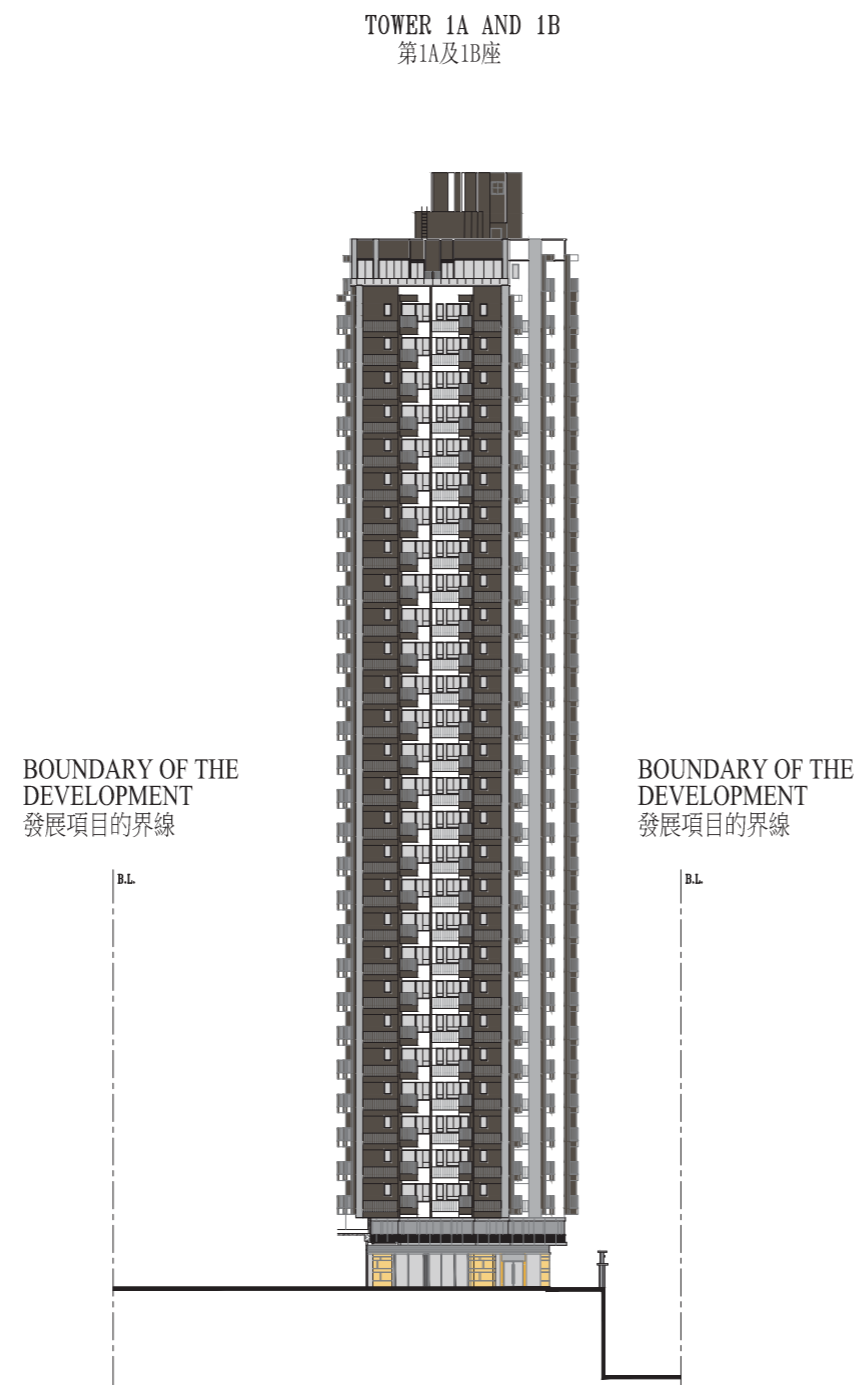 TOWER 1A AND 1B
第1A及1B座
BOUNDARY OF THE
DEVELOPMENT
發展項目的界線
B.L.
BOUNDARY OF THE
DEVELOPMENT
發展項目的界線
B.L.